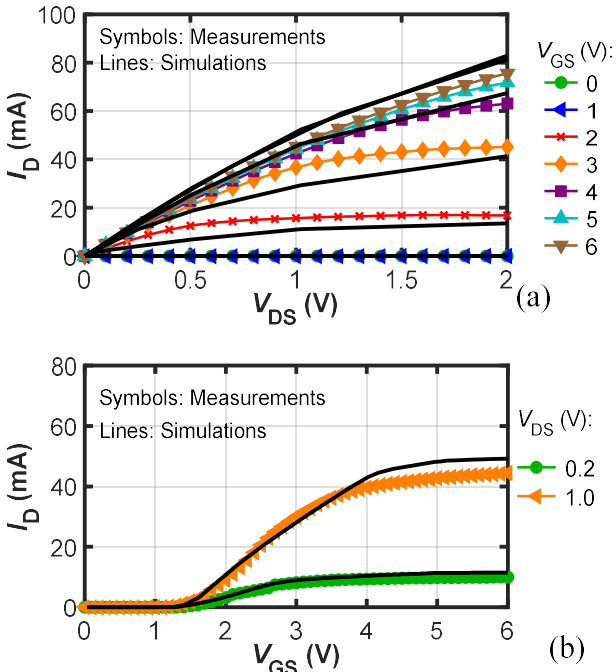 100
80
60
40
20
0
I_D (mA)
Symbols: Measurements
Lines: Simulations
0 0.5 1 1.5 2
V_DS (V)
(a)
V_GS (V):
0
1
2
3
4
5
6
80
60
40
20
0
I_D (mA)
Symbols: Measurements
Lines: Simulations
0 1 2 3 4 5 6
V_GS (V)
(b)
V_DS (V):
0.2
1.0